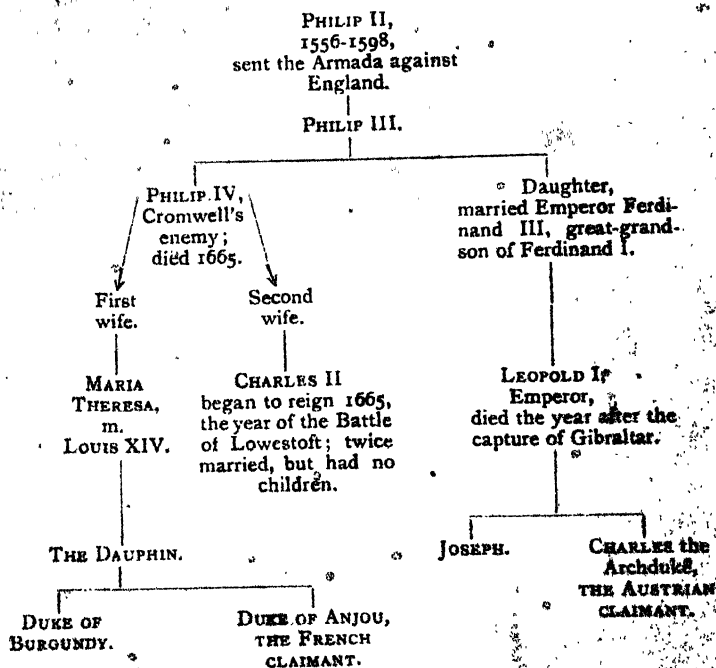 PHILIP II,
1556-1598,
sent the Armada against
England.
PHILIP III.
PHILIP IV,
Cromwell's
enemy;
died 1665.
Daughter,
married Emperor Ferdi-
nand III, great-grand-
son of Ferdinand I.
First
wife.
Second
wife.
MARIA
THERESA,
m.
LOUIS XIV.
CHARLES II
began to reign 1665,
the year of the Battle
of Lowestoft; twice
married, but had no
children.
LEOPOLD I,
Emperor,
died the year after the
capture of Gibraltar.
THE DAUPHIN.
JOSEPH.
CHARLES the
Archduke,
THE AUSTRIAN
CLAIMANT.
DUKE OF
BURGUNDY.
DUKE OF ANJOU,
THE FRENCH
CLAIMANT.